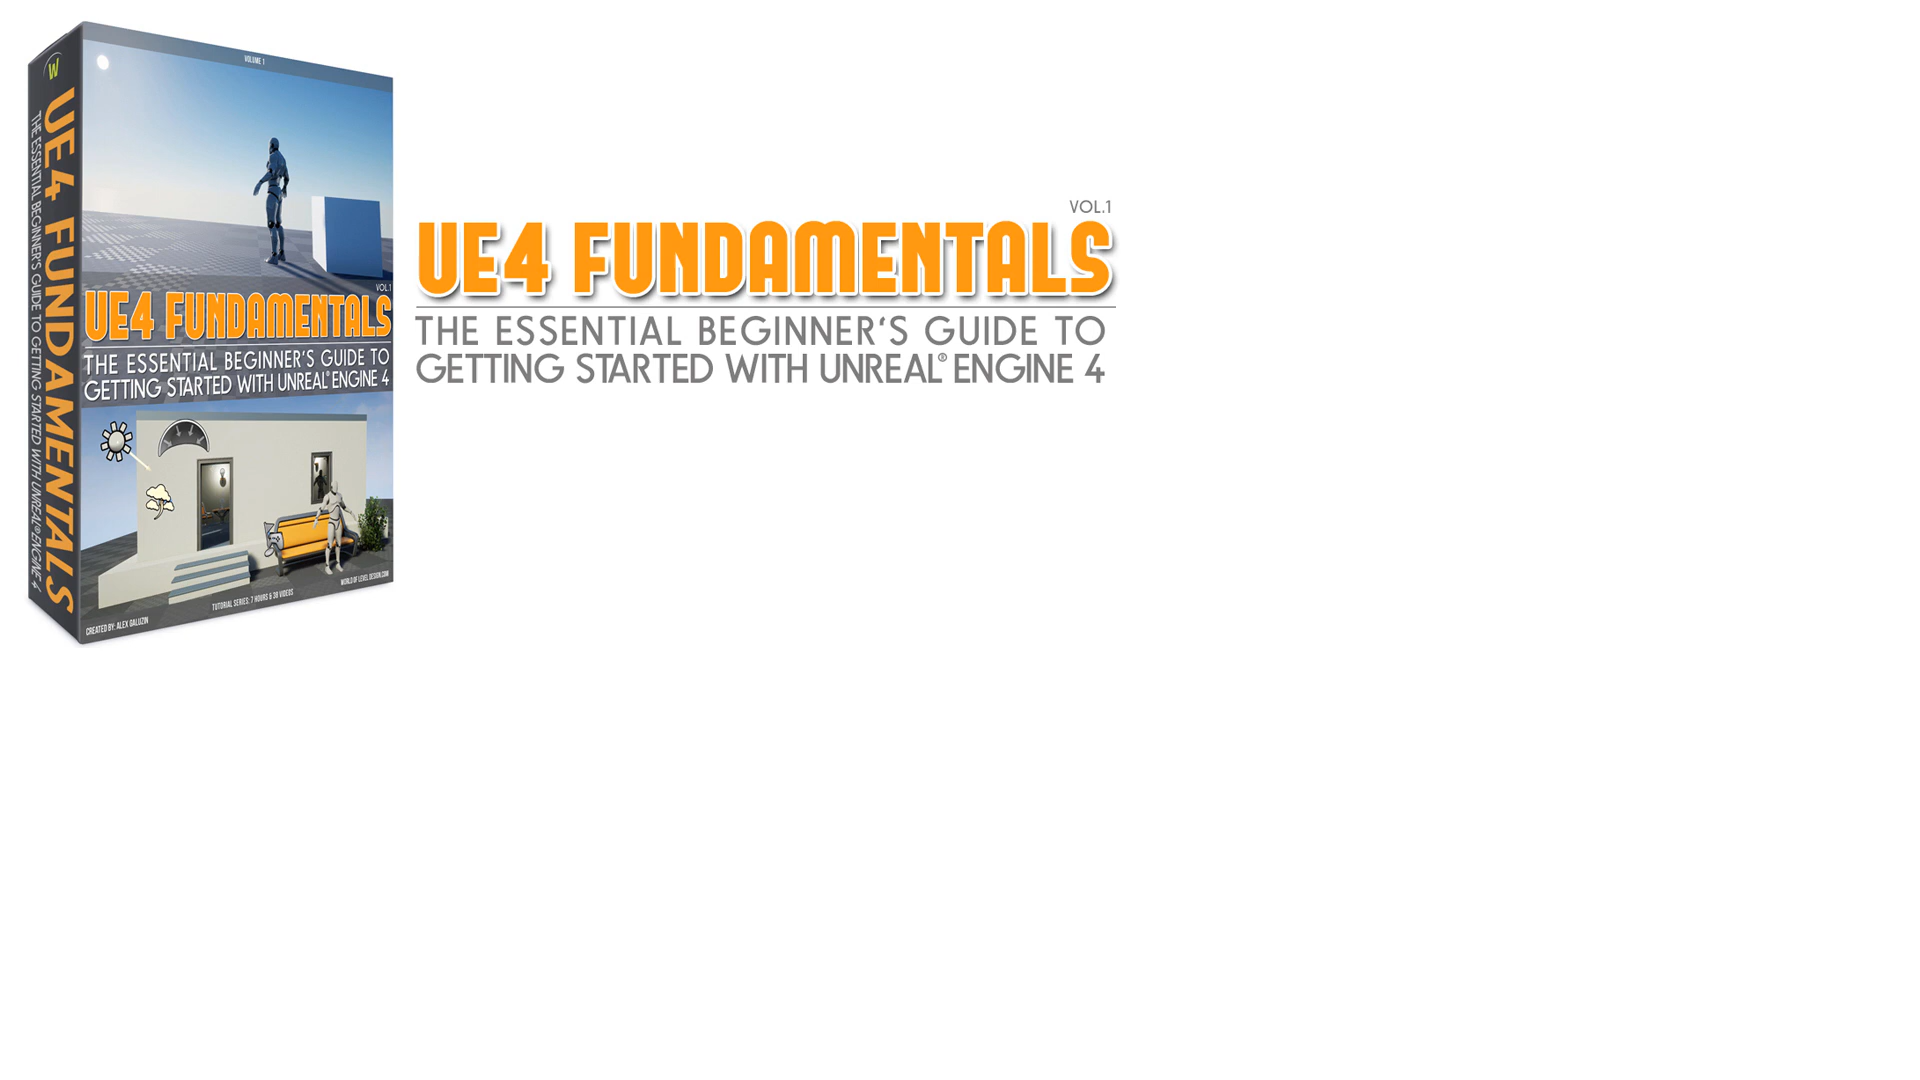 VOLUME 1
VOL.1
UE4 FUNDAMENTALS
THE ESSENTIAL BEGINNER'S GUIDE TO
GETTING STARTED WITH UNREAL® ENGINE 4
WORLD OF LEVEL DESIGN.COM
TUTORIAL SERIES: 7 HOURS & 38 VIDEOS
CREATED BY: ALEX GALUZIN
W
UE4 FUNDAMENTALS
THE ESSENTIAL BEGINNER'S GUIDE TO GETTING STARTED WITH UNREAL® ENGINE 4
VOL.1
UE4 FUNDAMENTALS
THE ESSENTIAL BEGINNER'S GUIDE TO
GETTING STARTED WITH UNREAL® ENGINE 4